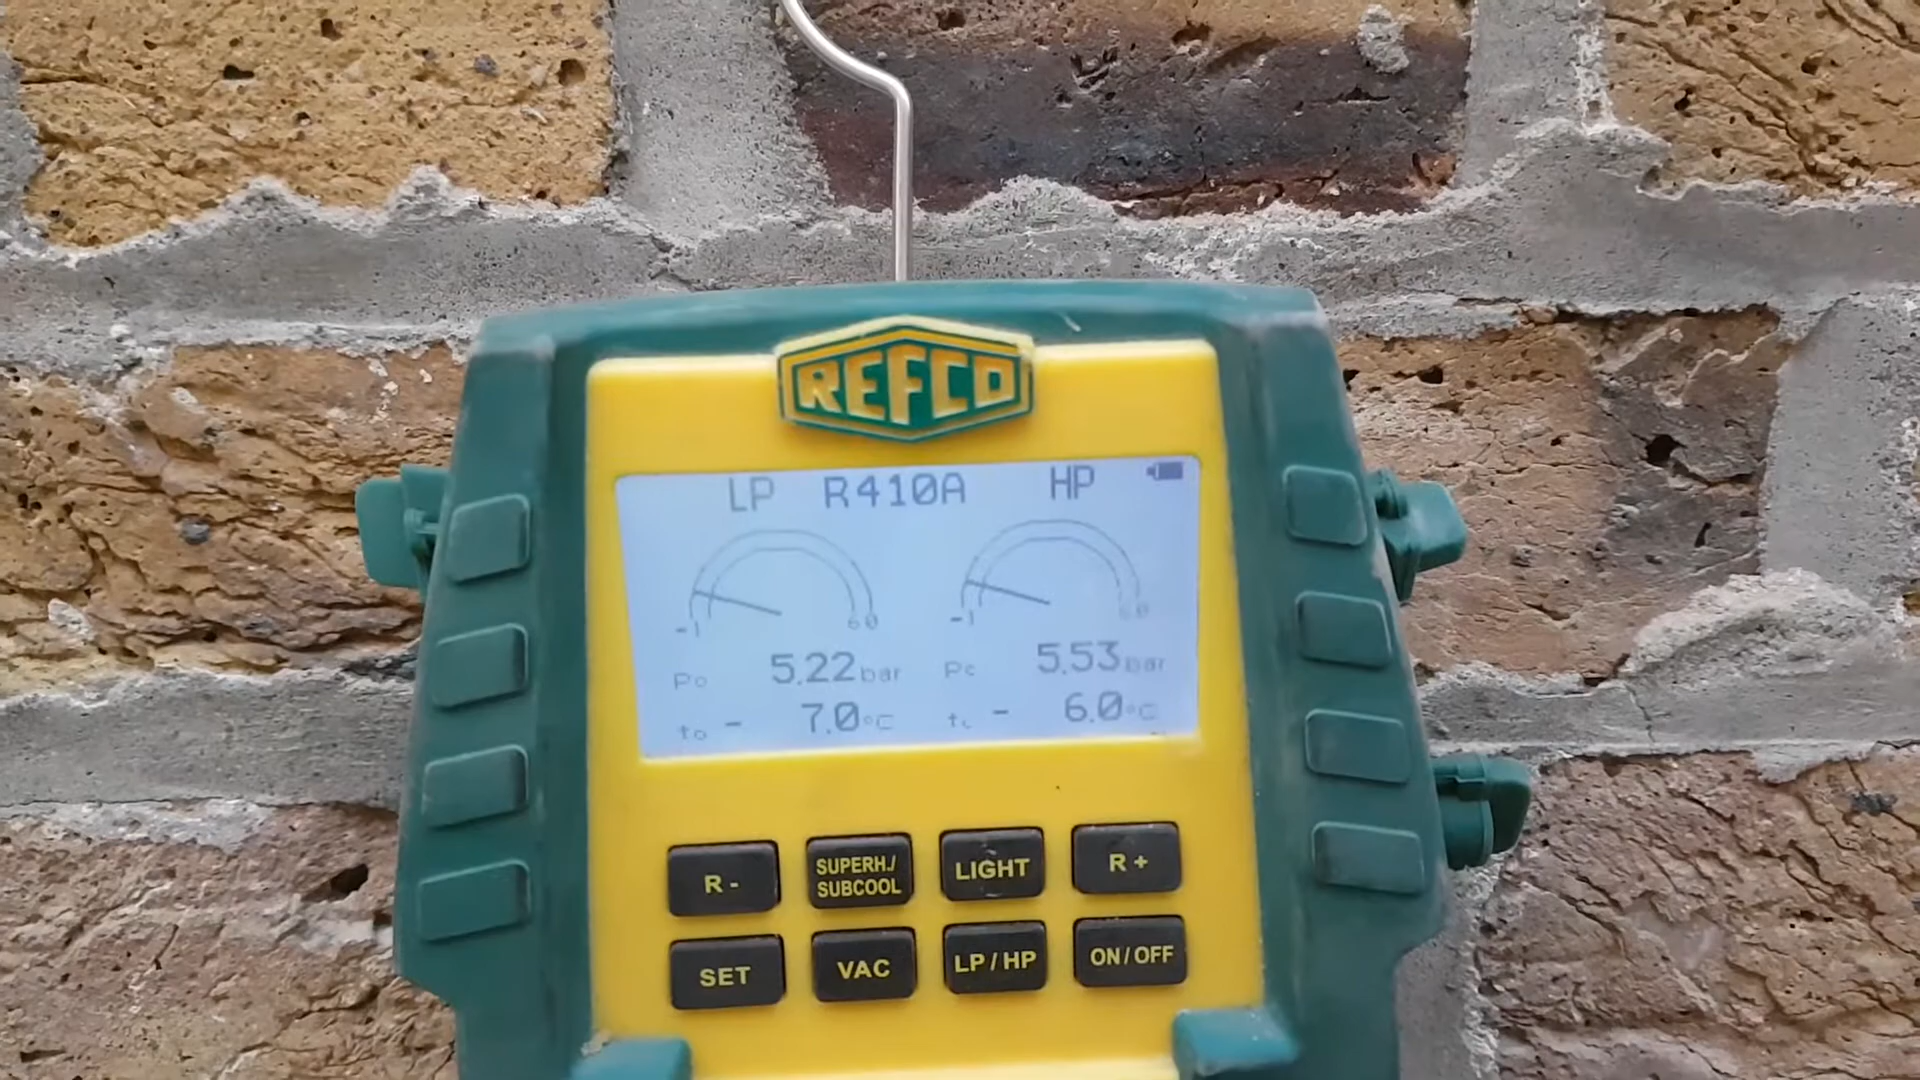 REFCO
LP R410A HP
-1 60 -1 60
Po 5.22 bar Pc 5.53 bar
to - 7.0°C tc - 6.0°C
R - SUPERH./ SUBCOOL LIGHT R +
SET VAC LP / HP ON / OFF